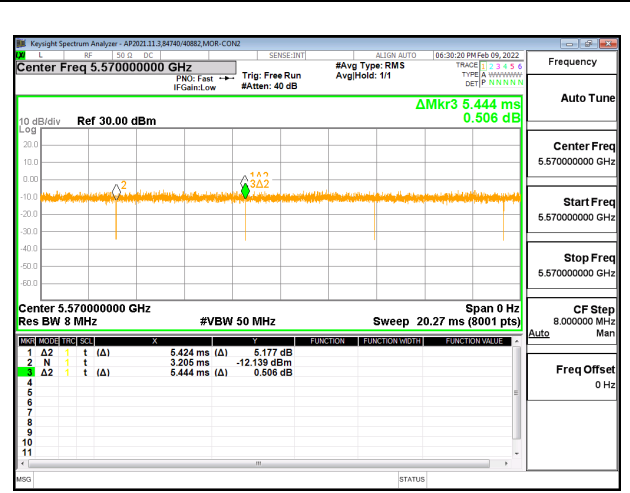 Keysight Spectrum Analyzer - AP2021.11.3,84740/40882,MOR-CON2
L RF 50 Ω DC SENSE:INT ALIGN AUTO 06:30:20 PM Feb 09, 2022
Center Freq 5.570000000 GHz
PNO: Fast
IFGain:Low
Trig: Free Run
#Atten: 40 dB
#Avg Type: RMS
Avg|Hold: 1/1
TRACE 1 2 3 4 5 6
TYPE A WWWWW
DET P N N N N N
ΔMkr3 5.444 ms
0.506 dB
10 dB/div Ref 30.00 dBm
Log
20.0
10.0
0.00
-10.0
-20.0
-30.0
-40.0
-50.0
-60.0
2
1Δ2
3Δ2
Center 5.570000000 GHz Span 0 Hz
Res BW 8 MHz #VBW 50 MHz Sweep 20.27 ms (8001 pts)
MKR MODE TRC SCL X Y FUNCTION FUNCTION WIDTH FUNCTION VALUE
1 Δ2 1 t (Δ) 5.424 ms (Δ) 5.177 dB
2 N 1 t 3.205 ms -12.139 dBm
3 Δ2 1 t (Δ) 5.444 ms (Δ) 0.506 dB
4
5
6
7
8
9
10
11
MSG STATUS
Frequency
Auto Tune
Center Freq
5.570000000 GHz
Start Freq
5.570000000 GHz
Stop Freq
5.570000000 GHz
CF Step
8.000000 MHz
Auto Man
Freq Offset
0 Hz